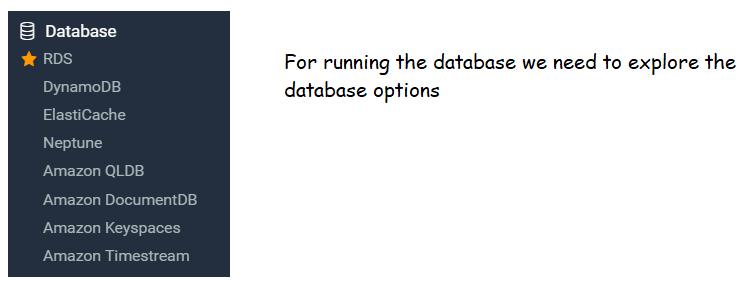 Database
RDS
DynamoDB
ElastiCache
Neptune
Amazon QLDB
Amazon DocumentDB
Amazon Keyspaces
Amazon Timestream
For running the database we need to explore the
database options